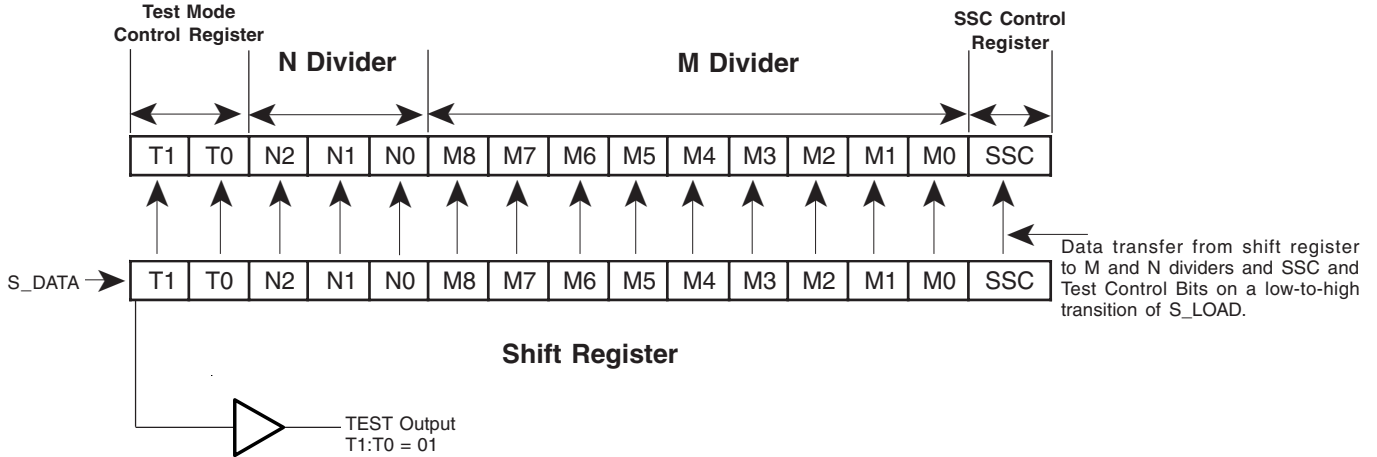 Test Mode
Control Register
SSC Control
Register
N Divider
M Divider
T1 T0 N2 N1 N0 M8 M7 M6 M5 M4 M3 M2 M1 M0 SSC
S_DATA
T1 T0 N2 N1 N0 M8 M7 M6 M5 M4 M3 M2 M1 M0 SSC
Data transfer from shift register
to M and N dividers and SSC and
Test Control Bits on a low-to-high
transition of S_LOAD.
Shift Register
TEST Output
T1:T0 = 01